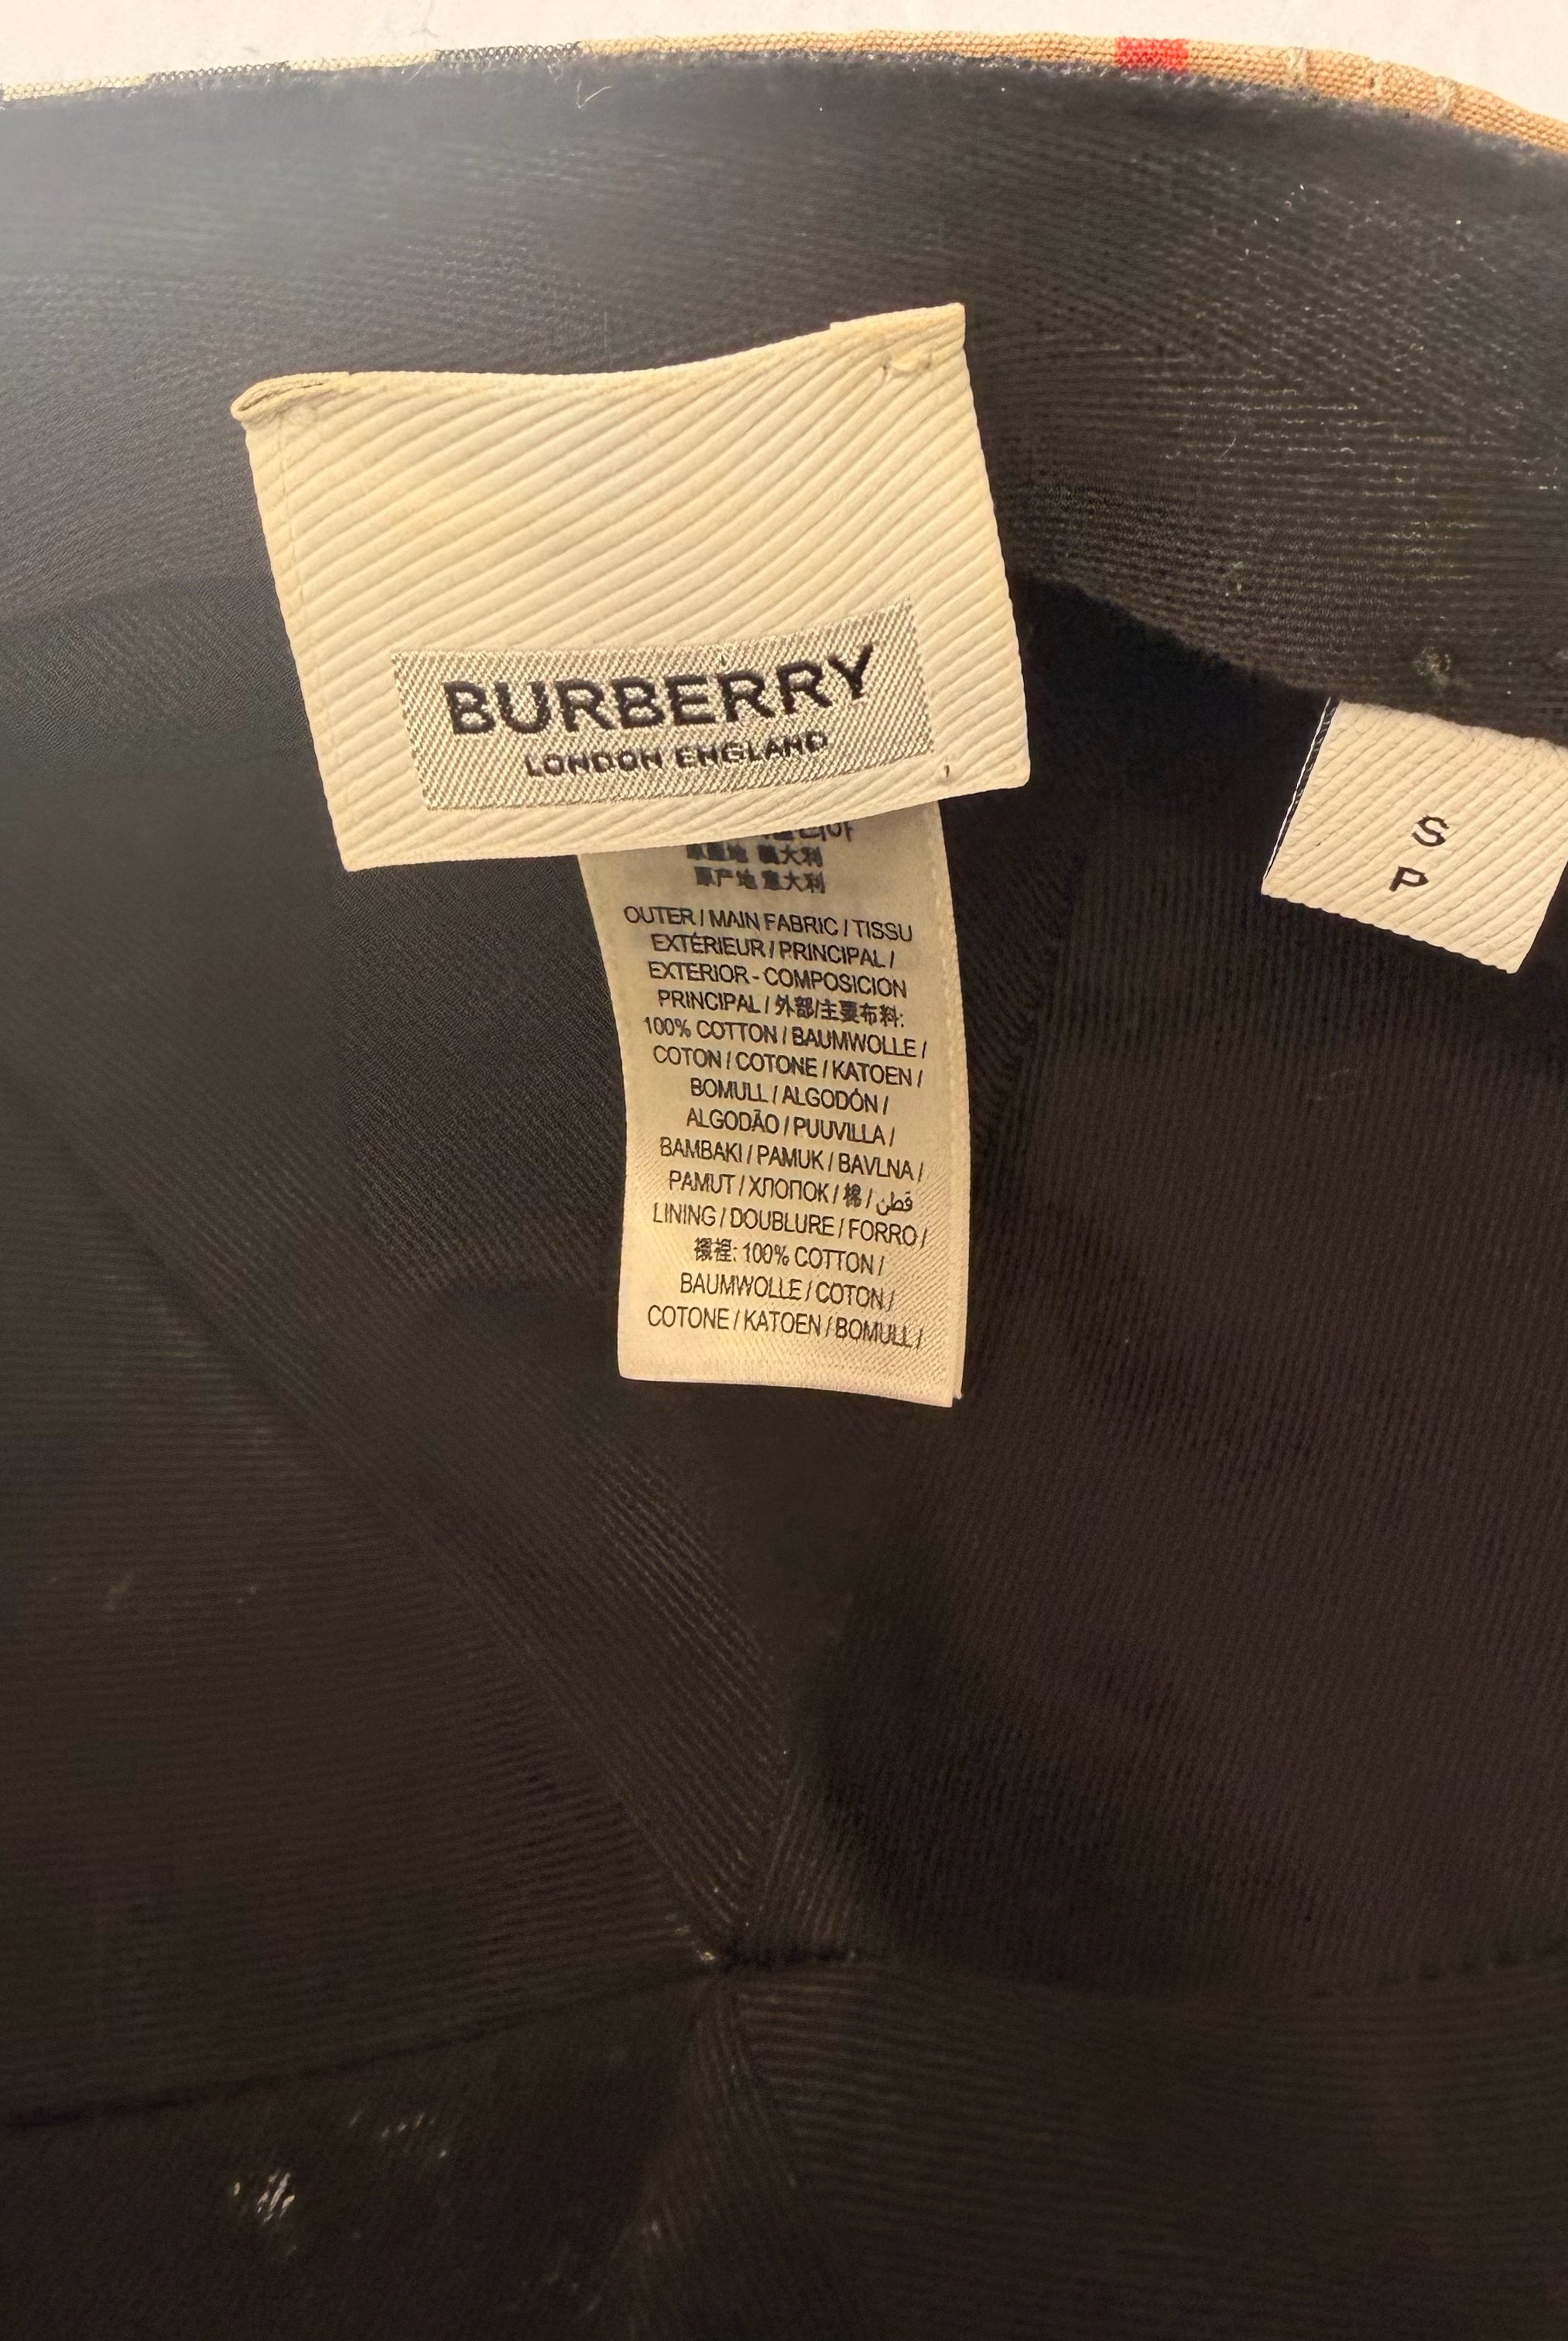 BURBERRY
LONDON ENGLAND
S
P
原產地 義大利
原产地 意大利
OUTER / MAIN FABRIC / TISSU
EXTÉRIEUR / PRINCIPAL /
EXTERIOR - COMPOSICION
PRINCIPAL / 外部/主要布料:
100% COTTON / BAUMWOLLE /
COTON / COTONE / KATOEN /
BOMULL / ALGODÓN /
ALGODÃO / PUUVILLA /
BAMBAKI / PAMUK / BAVLNA /
PAMUT / ХЛОПОК / 棉 / قطن
LINING / DOUBLURE / FORRO /
襯裡: 100% COTTON /
BAUMWOLLE / COTON /
COTONE / KATOEN / BOMULL /